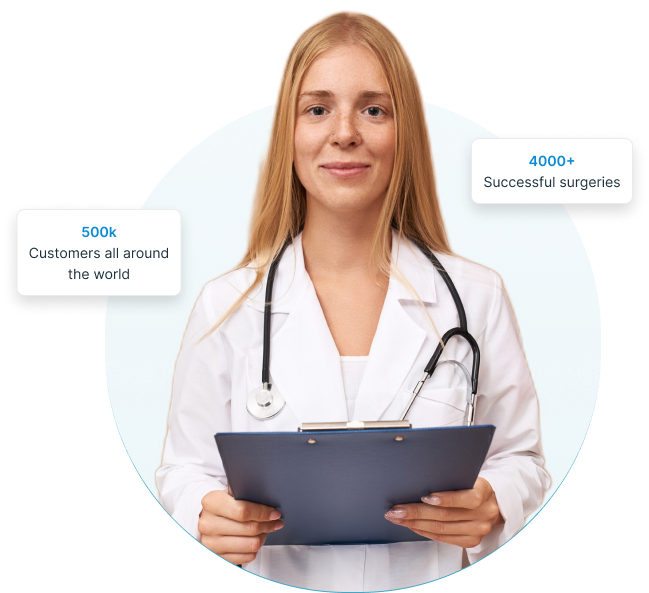 4000+
Successful surgeries
500k
Customers all around
the world